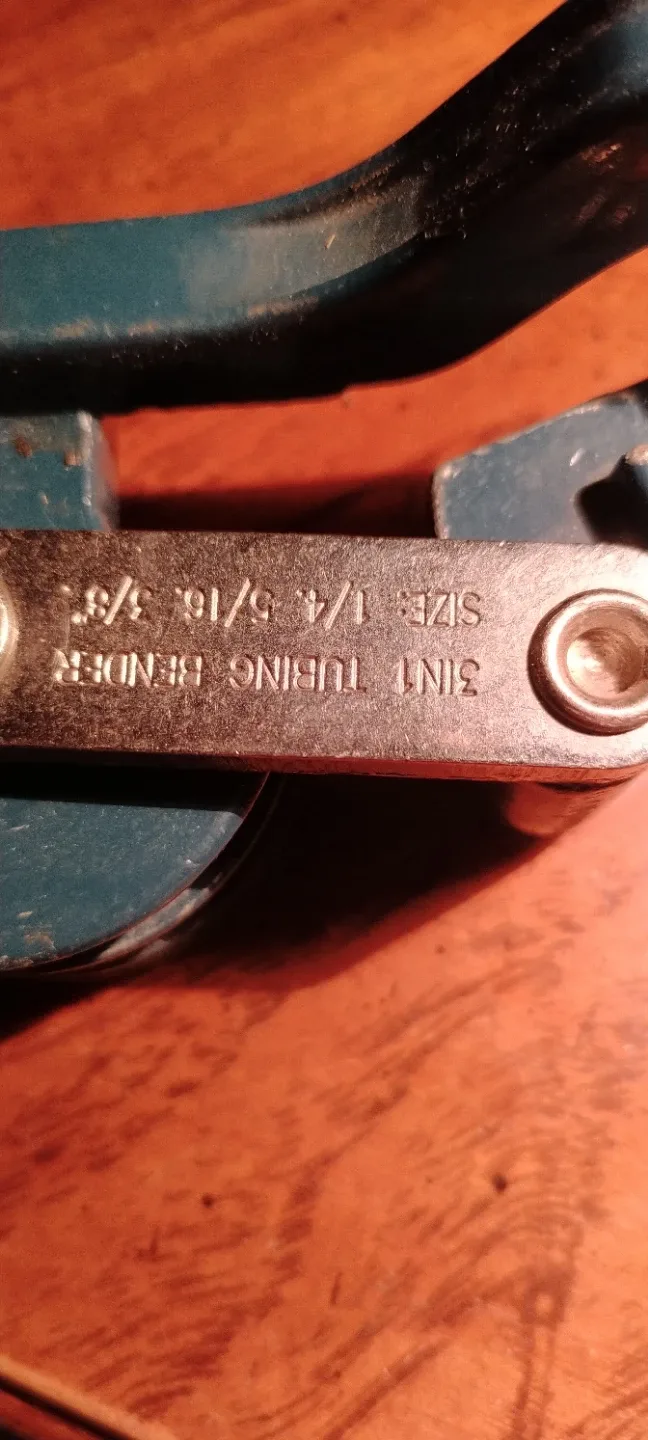 3IN1 TUBING BENDER
SIZE: 1/4. 5/16. 3/8".